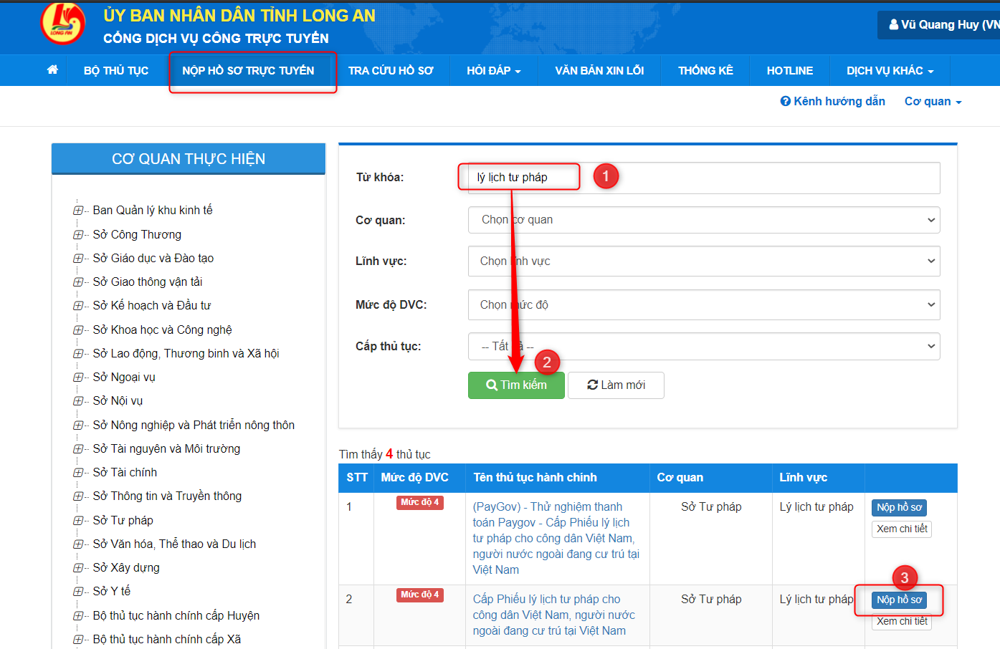 LONG AN
ỦY BAN NHÂN DÂN TỈNH LONG AN
CỔNG DỊCH VỤ CÔNG TRỰC TUYẾN
Vũ Quang Huy (VN
BỘ THỦ TỤC
NỘP HỒ SƠ TRỰC TUYẾN
TRA CỨU HỒ SƠ
HỎI ĐÁP
VĂN BẢN XIN LỖI
THỐNG KÊ
HOTLINE
DỊCH VỤ KHÁC
Kênh hướng dẫn
Cơ quan
CƠ QUAN THỰC HIỆN
Ban Quản lý khu kinh tế
Sở Công Thương
Sở Giáo dục và Đào tạo
Sở Giao thông vận tải
Sở Kế hoạch và Đầu tư
Sở Khoa học và Công nghệ
Sở Lao động, Thương binh và Xã hội
Sở Ngoại vụ
Sở Nội vụ
Sở Nông nghiệp và Phát triển nông thôn
Sở Tài nguyên và Môi trường
Sở Tài chính
Sở Thông tin và Truyền thông
Sở Tư pháp
Sở Văn hóa, Thể thao và Du lịch
Sở Xây dựng
Sở Y tế
Bộ thủ tục hành chính cấp Huyện
Bộ thủ tục hành chính cấp Xã
Từ khóa:
lý lịch tư pháp
1
Cơ quan:
Chọn cơ quan
Lĩnh vực:
Chọn lĩnh vực
Mức độ DVC:
Chọn mức độ
Cấp thủ tục:
-- Tất cả --
2
Tìm kiếm
Làm mới
Tìm thấy 4 thủ tục
STT
Mức độ DVC
Tên thủ tục hành chính
Cơ quan
Lĩnh vực
1
Mức độ 4
(PayGov) - Thử nghiệm thanh
toán Paygov - Cấp Phiếu lý lịch
tư pháp cho công dân Việt Nam,
người nước ngoài đang cư trú tại
Việt Nam
Sở Tư pháp
Lý lịch tư pháp
Nộp hồ sơ
Xem chi tiết
3
2
Mức độ 4
Cấp Phiếu lý lịch tư pháp cho
công dân Việt Nam, người nước
ngoài đang cư trú tại Việt Nam
Sở Tư pháp
Lý lịch tư pháp
Nộp hồ sơ
Xem chi tiết